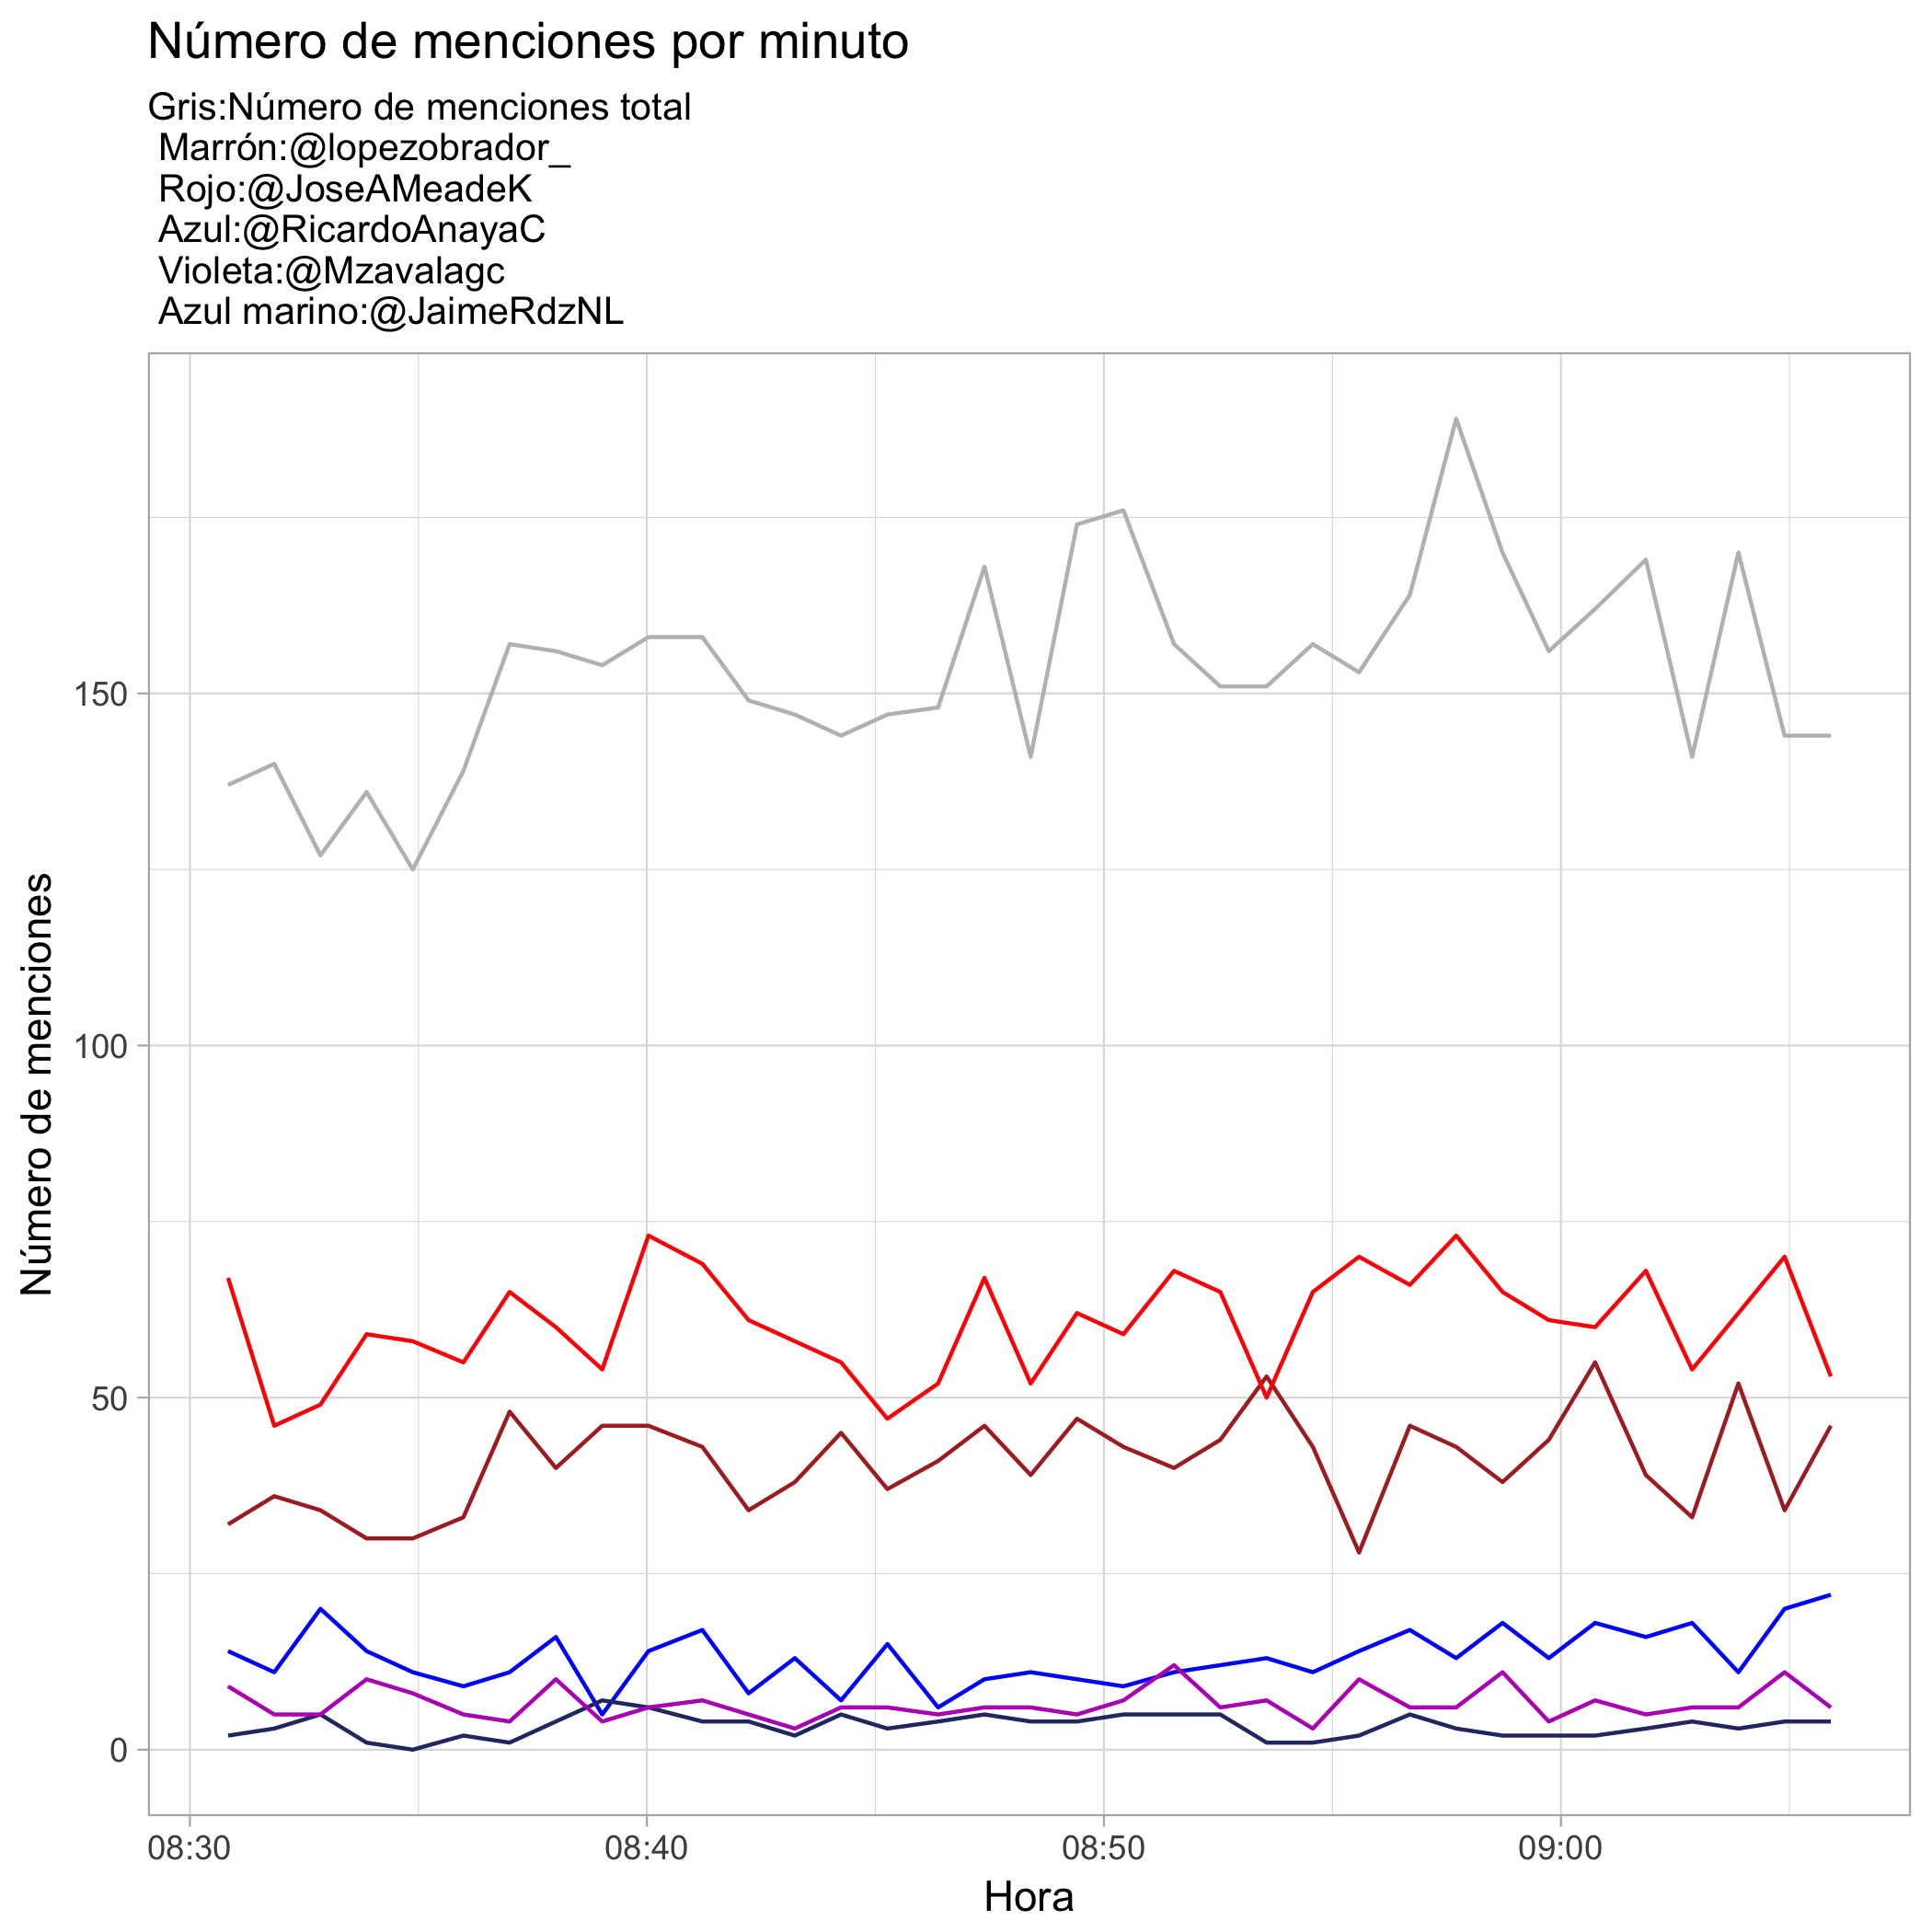 Número de menciones por minuto
Gris:Número de menciones total
Marrón:@lopezobrador_
Rojo:@JoseAMeadeK
Azul:@RicardoAnayaC
Violeta:@Mzavalagc
Azul marino:@JaimeRdzNL
Número de menciones
150
100
50
0
08:30
08:40
08:50
09:00
Hora